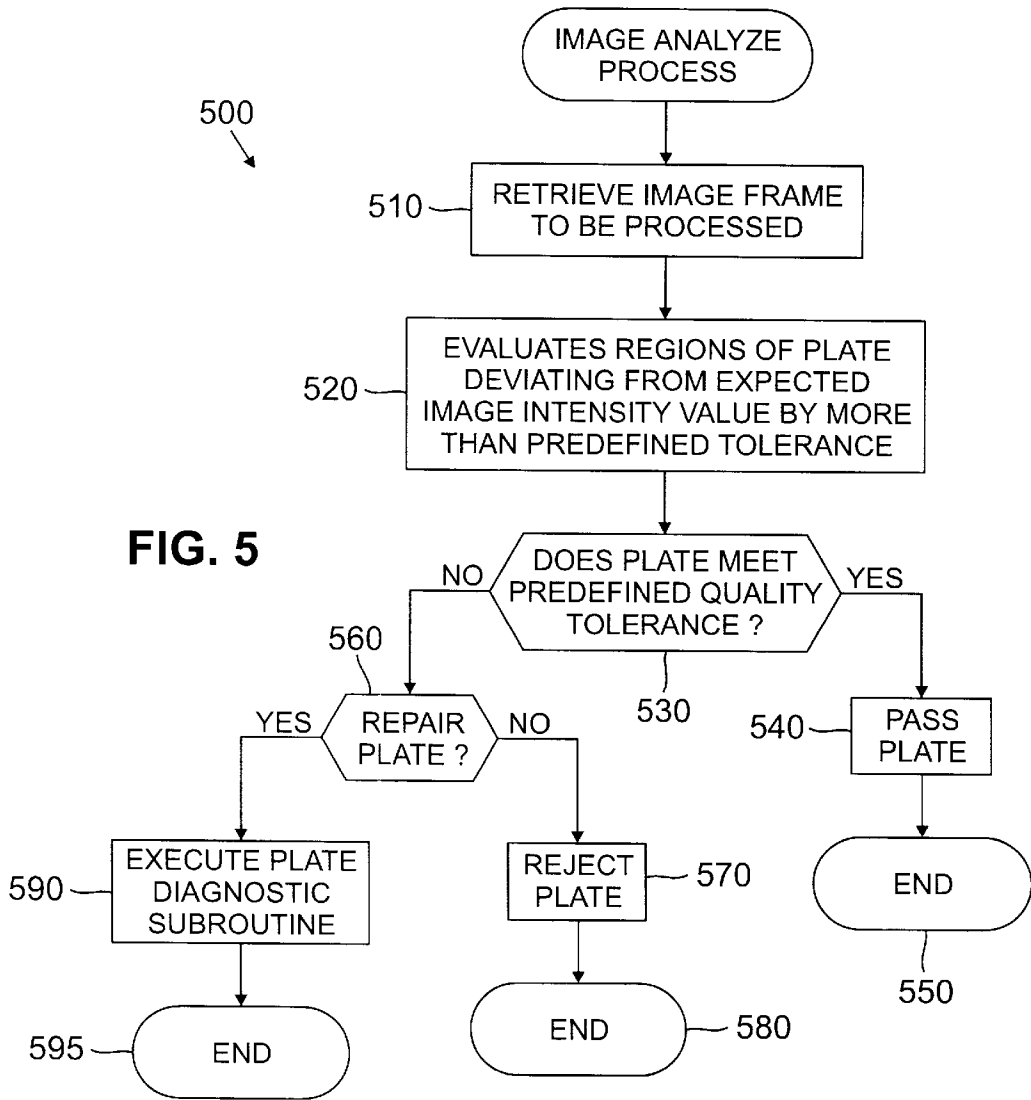 IMAGE ANALYZE
PROCESS
500
510
RETRIEVE IMAGE FRAME
TO BE PROCESSED
520
EVALUATES REGIONS OF PLATE
DEVIATING FROM EXPECTED
IMAGE INTENSITY VALUE BY MORE
THAN PREDEFINED TOLERANCE
FIG. 5
NO
DOES PLATE MEET
PREDEFINED QUALITY
TOLERANCE ?
YES
530
560
YES
REPAIR
PLATE ?
NO
540
PASS
PLATE
590
EXECUTE PLATE
DIAGNOSTIC
SUBROUTINE
REJECT
PLATE
570
END
550
595
END
END
580